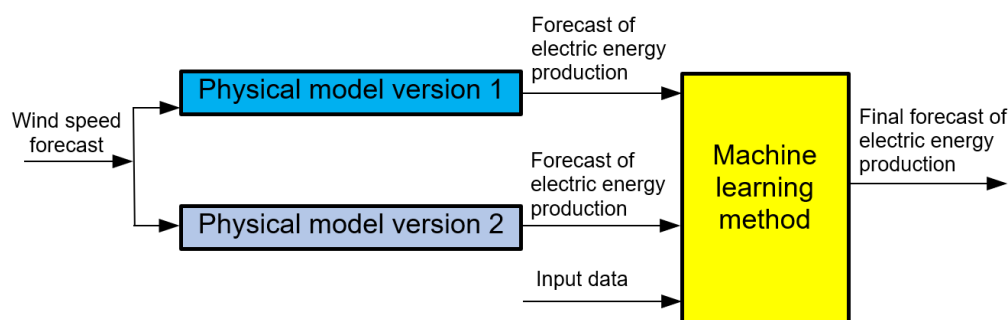 Wind speed
forecast
Physical model version 1
Forecast of
electric energy
production
Physical model version 2
Forecast of
electric energy
production
Input data
Machine
learning
method
Final forecast of
electric energy
production